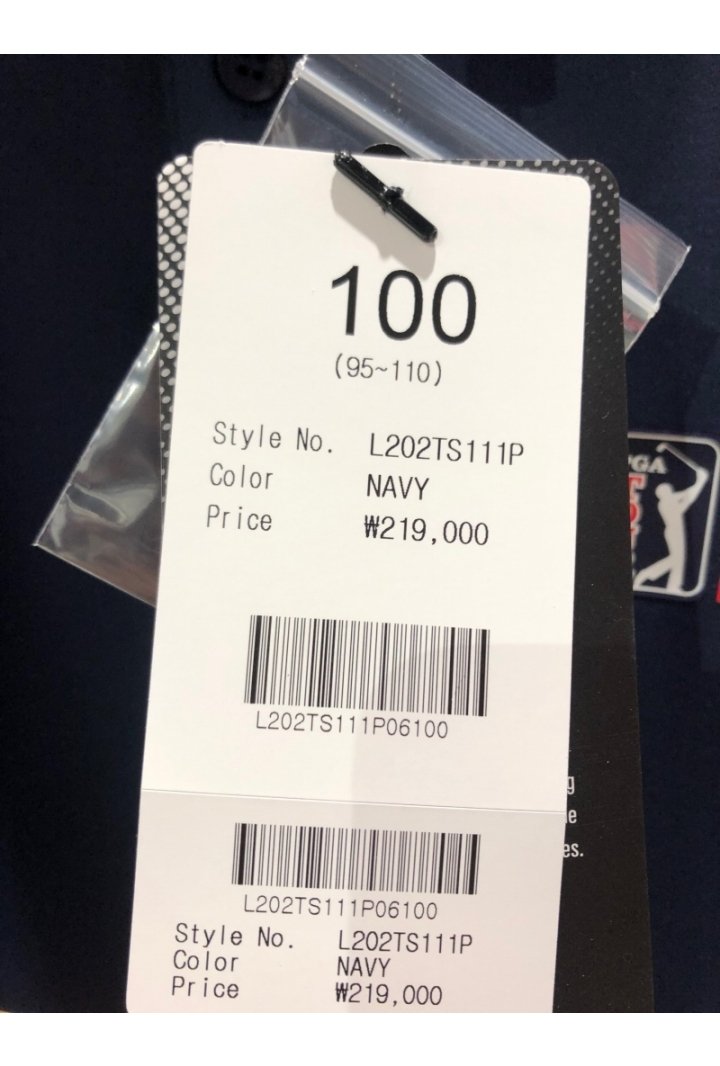 100
(95~110)
Style No. L202TS111P
Color NAVY
Price ₩219,000
L202TS111P06100
L202TS111P06100
Style No. L202TS111P
Color NAVY
Price ₩219,000
PGA